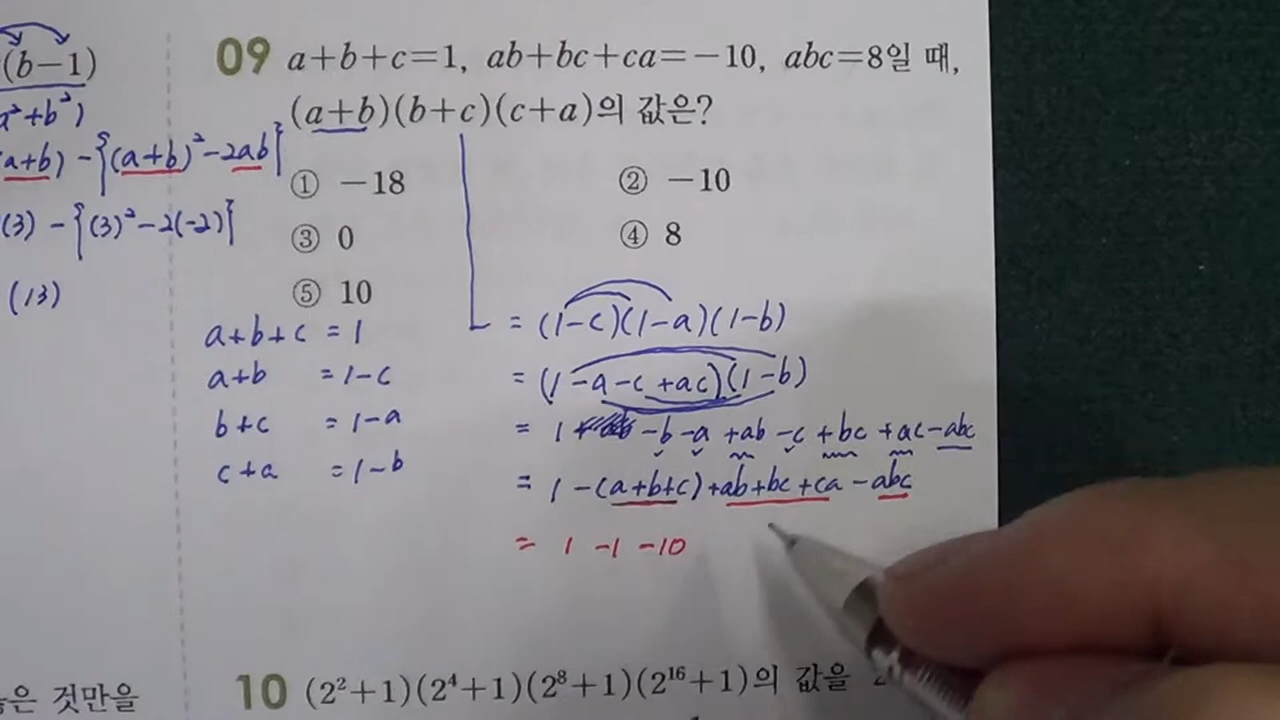 (b−1)
a²+b²)
a+b) −{(a+b)²−2ab}
(3) −{(3)²−2(−2)}
(13)
09 a+b+c=1, ab+bc+ca=−10, abc=8일 때,
(a+b)(b+c)(c+a)의 값은?
① −18 ② −10
③ 0 ④ 8
⑤ 10
a+b+c =1
a+b =1−c
b+c =1−a
c+a =1−b
= (1−c)(1−a)(1−b)
= (1−a−c+ac)(1−b)
= 1 −b −a +ab −c +bc +ac −abc
= 1 −(a+b+c) +ab+bc+ca −abc
= 1 −1 −10
은 것만을
10 (2²+1)(2⁴+1)(2⁸+1)(2¹⁶+1)의 값을